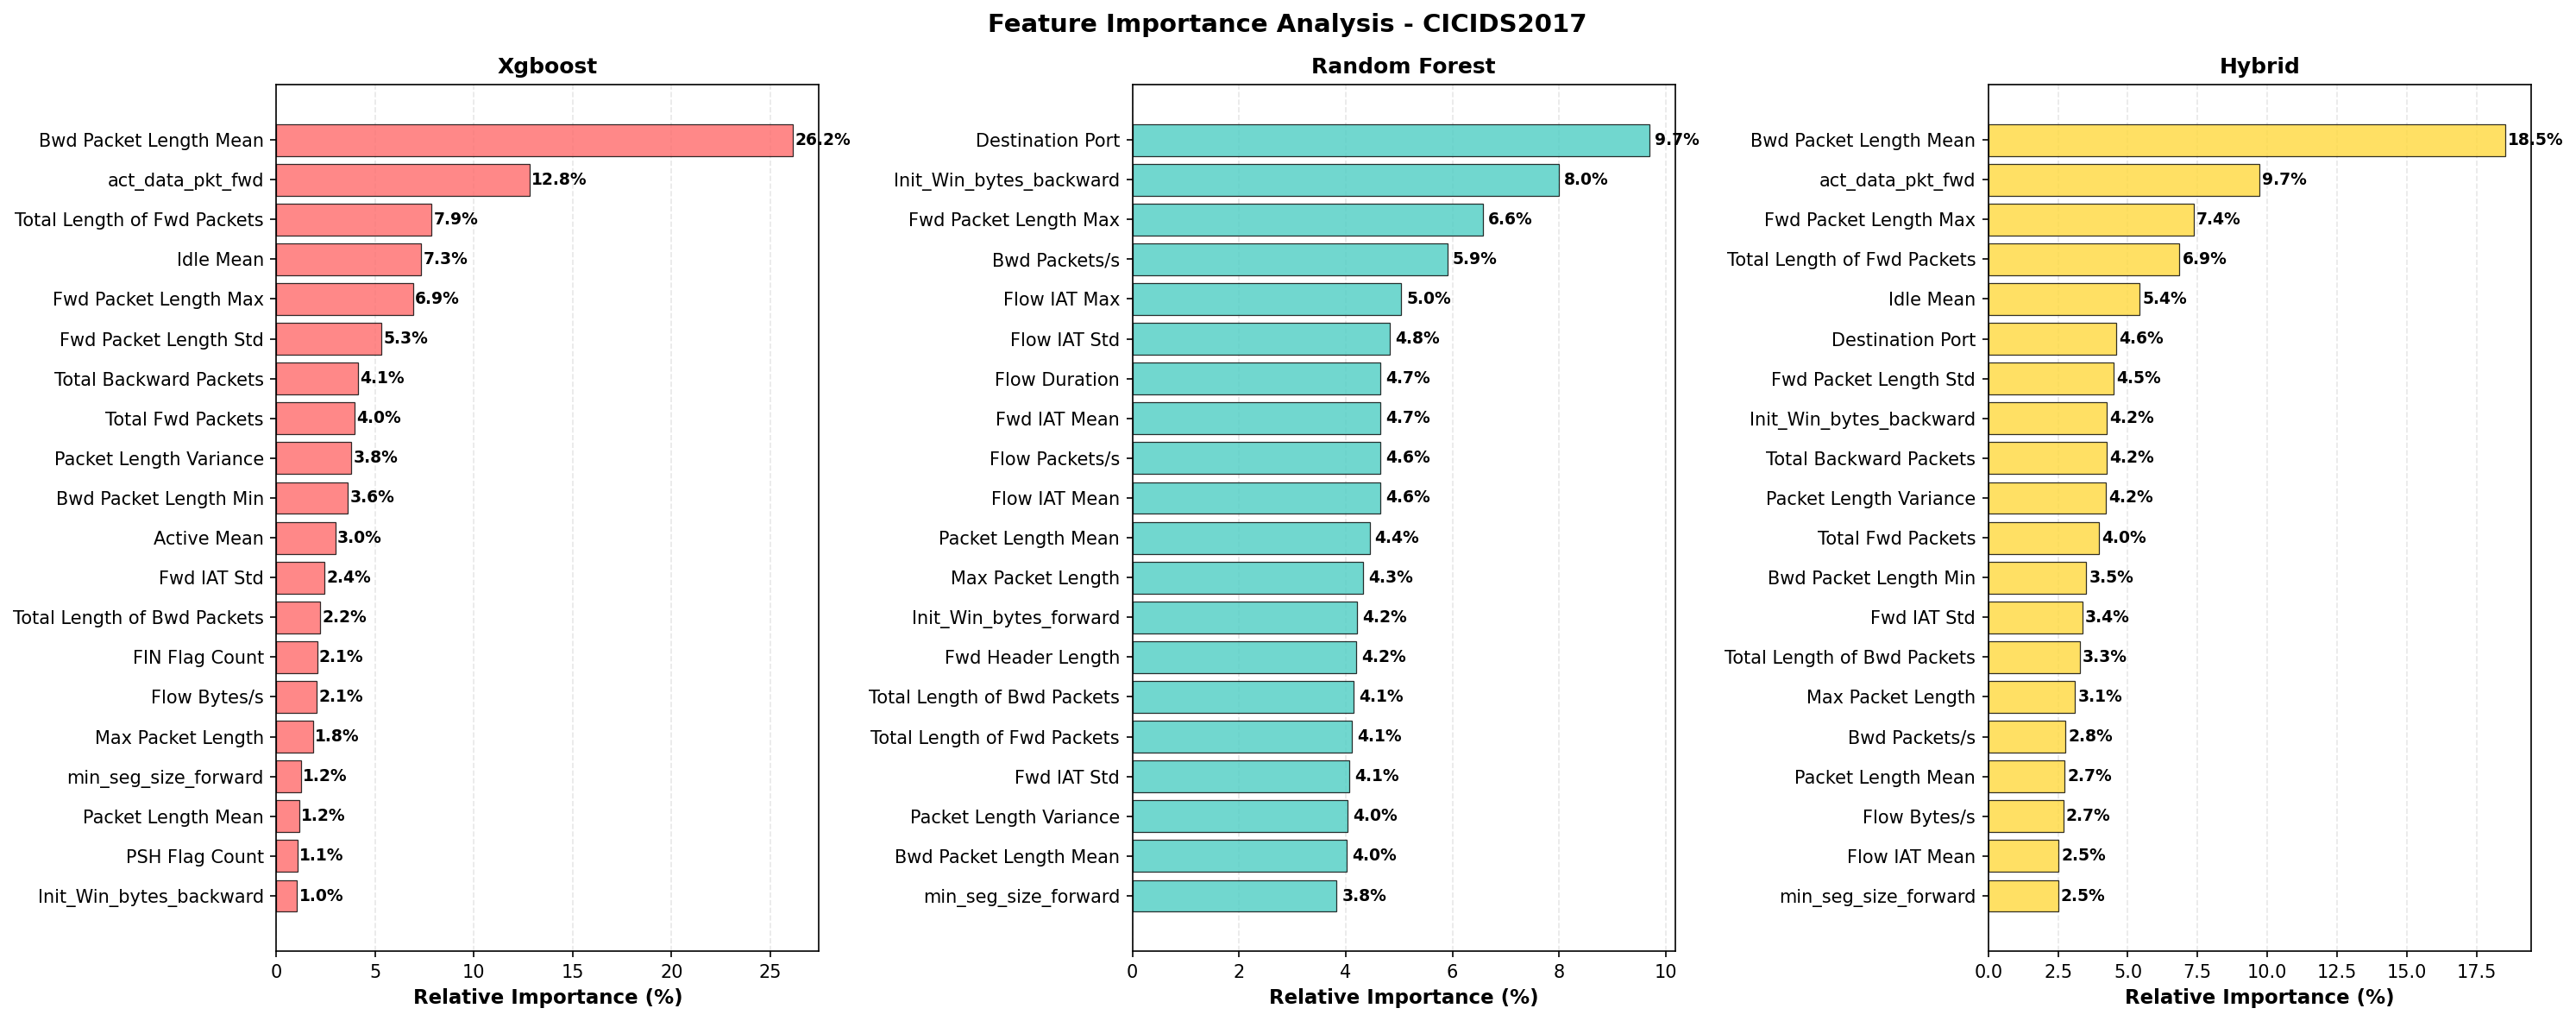 Feature Importance Analysis - CICIDS2017
Xgboost
Bwd Packet Length Mean 26.2%
act_data_pkt_fwd 12.8%
Total Length of Fwd Packets 7.9%
Idle Mean 7.3%
Fwd Packet Length Max 6.9%
Fwd Packet Length Std 5.3%
Total Backward Packets 4.1%
Total Fwd Packets 4.0%
Packet Length Variance 3.8%
Bwd Packet Length Min 3.6%
Active Mean 3.0%
Fwd IAT Std 2.4%
Total Length of Bwd Packets 2.2%
FIN Flag Count 2.1%
Flow Bytes/s 2.1%
Max Packet Length 1.8%
min_seg_size_forward 1.2%
Packet Length Mean 1.2%
PSH Flag Count 1.1%
Init_Win_bytes_backward 1.0%
0 5 10 15 20 25
Relative Importance (%)
Random Forest
Destination Port 9.7%
Init_Win_bytes_backward 8.0%
Fwd Packet Length Max 6.6%
Bwd Packets/s 5.9%
Flow IAT Max 5.0%
Flow IAT Std 4.8%
Flow Duration 4.7%
Fwd IAT Mean 4.7%
Flow Packets/s 4.6%
Flow IAT Mean 4.6%
Packet Length Mean 4.4%
Max Packet Length 4.3%
Init_Win_bytes_forward 4.2%
Fwd Header Length 4.2%
Total Length of Bwd Packets 4.1%
Total Length of Fwd Packets 4.1%
Fwd IAT Std 4.1%
Packet Length Variance 4.0%
Bwd Packet Length Mean 4.0%
min_seg_size_forward 3.8%
0 2 4 6 8 10
Relative Importance (%)
Hybrid
Bwd Packet Length Mean 18.5%
act_data_pkt_fwd 9.7%
Fwd Packet Length Max 7.4%
Total Length of Fwd Packets 6.9%
Idle Mean 5.4%
Destination Port 4.6%
Fwd Packet Length Std 4.5%
Init_Win_bytes_backward 4.2%
Total Backward Packets 4.2%
Packet Length Variance 4.2%
Total Fwd Packets 4.0%
Bwd Packet Length Min 3.5%
Fwd IAT Std 3.4%
Total Length of Bwd Packets 3.3%
Max Packet Length 3.1%
Bwd Packets/s 2.8%
Packet Length Mean 2.7%
Flow Bytes/s 2.7%
Flow IAT Mean 2.5%
min_seg_size_forward 2.5%
0.0 2.5 5.0 7.5 10.0 12.5 15.0 17.5
Relative Importance (%)